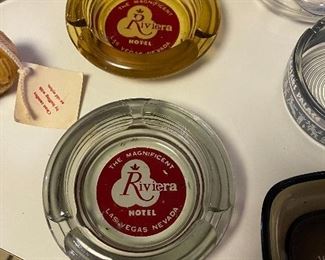 THE MAGNIFICENT
Riviera
HOTEL
LAS VEGAS NEVADA
THE MAGNIFICENT
Riviera
HOTEL
LAS VEGAS NEVADA